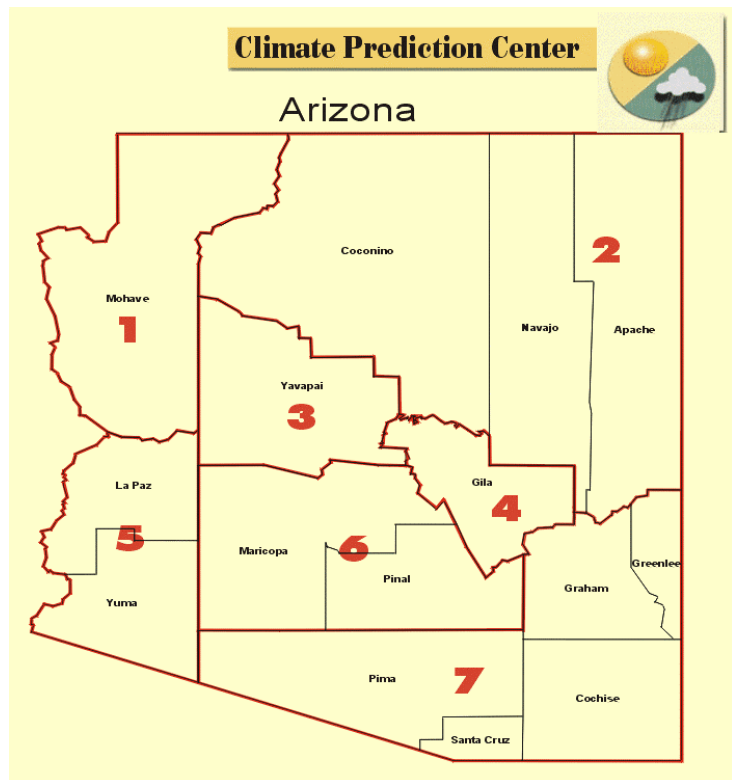 Climate Prediction Center
Arizona
2
Coconino
Mohave
1
Navajo
Apache
Yavapai
3
La Paz
Gila
4
5
Maricopa
6
Pinal
Greenlee
Graham
Yuma
Pima
7
Cochise
Santa Cruz